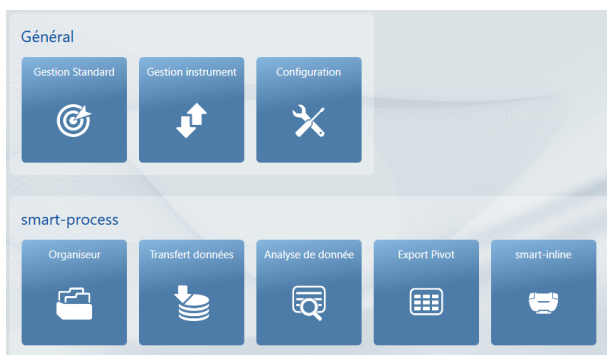 Général
Gestion Standard
Gestion instrument
Configuration
smart-process
Organiseur
Transfert données
Analyse de donnée
Export Pivot
smart-inline